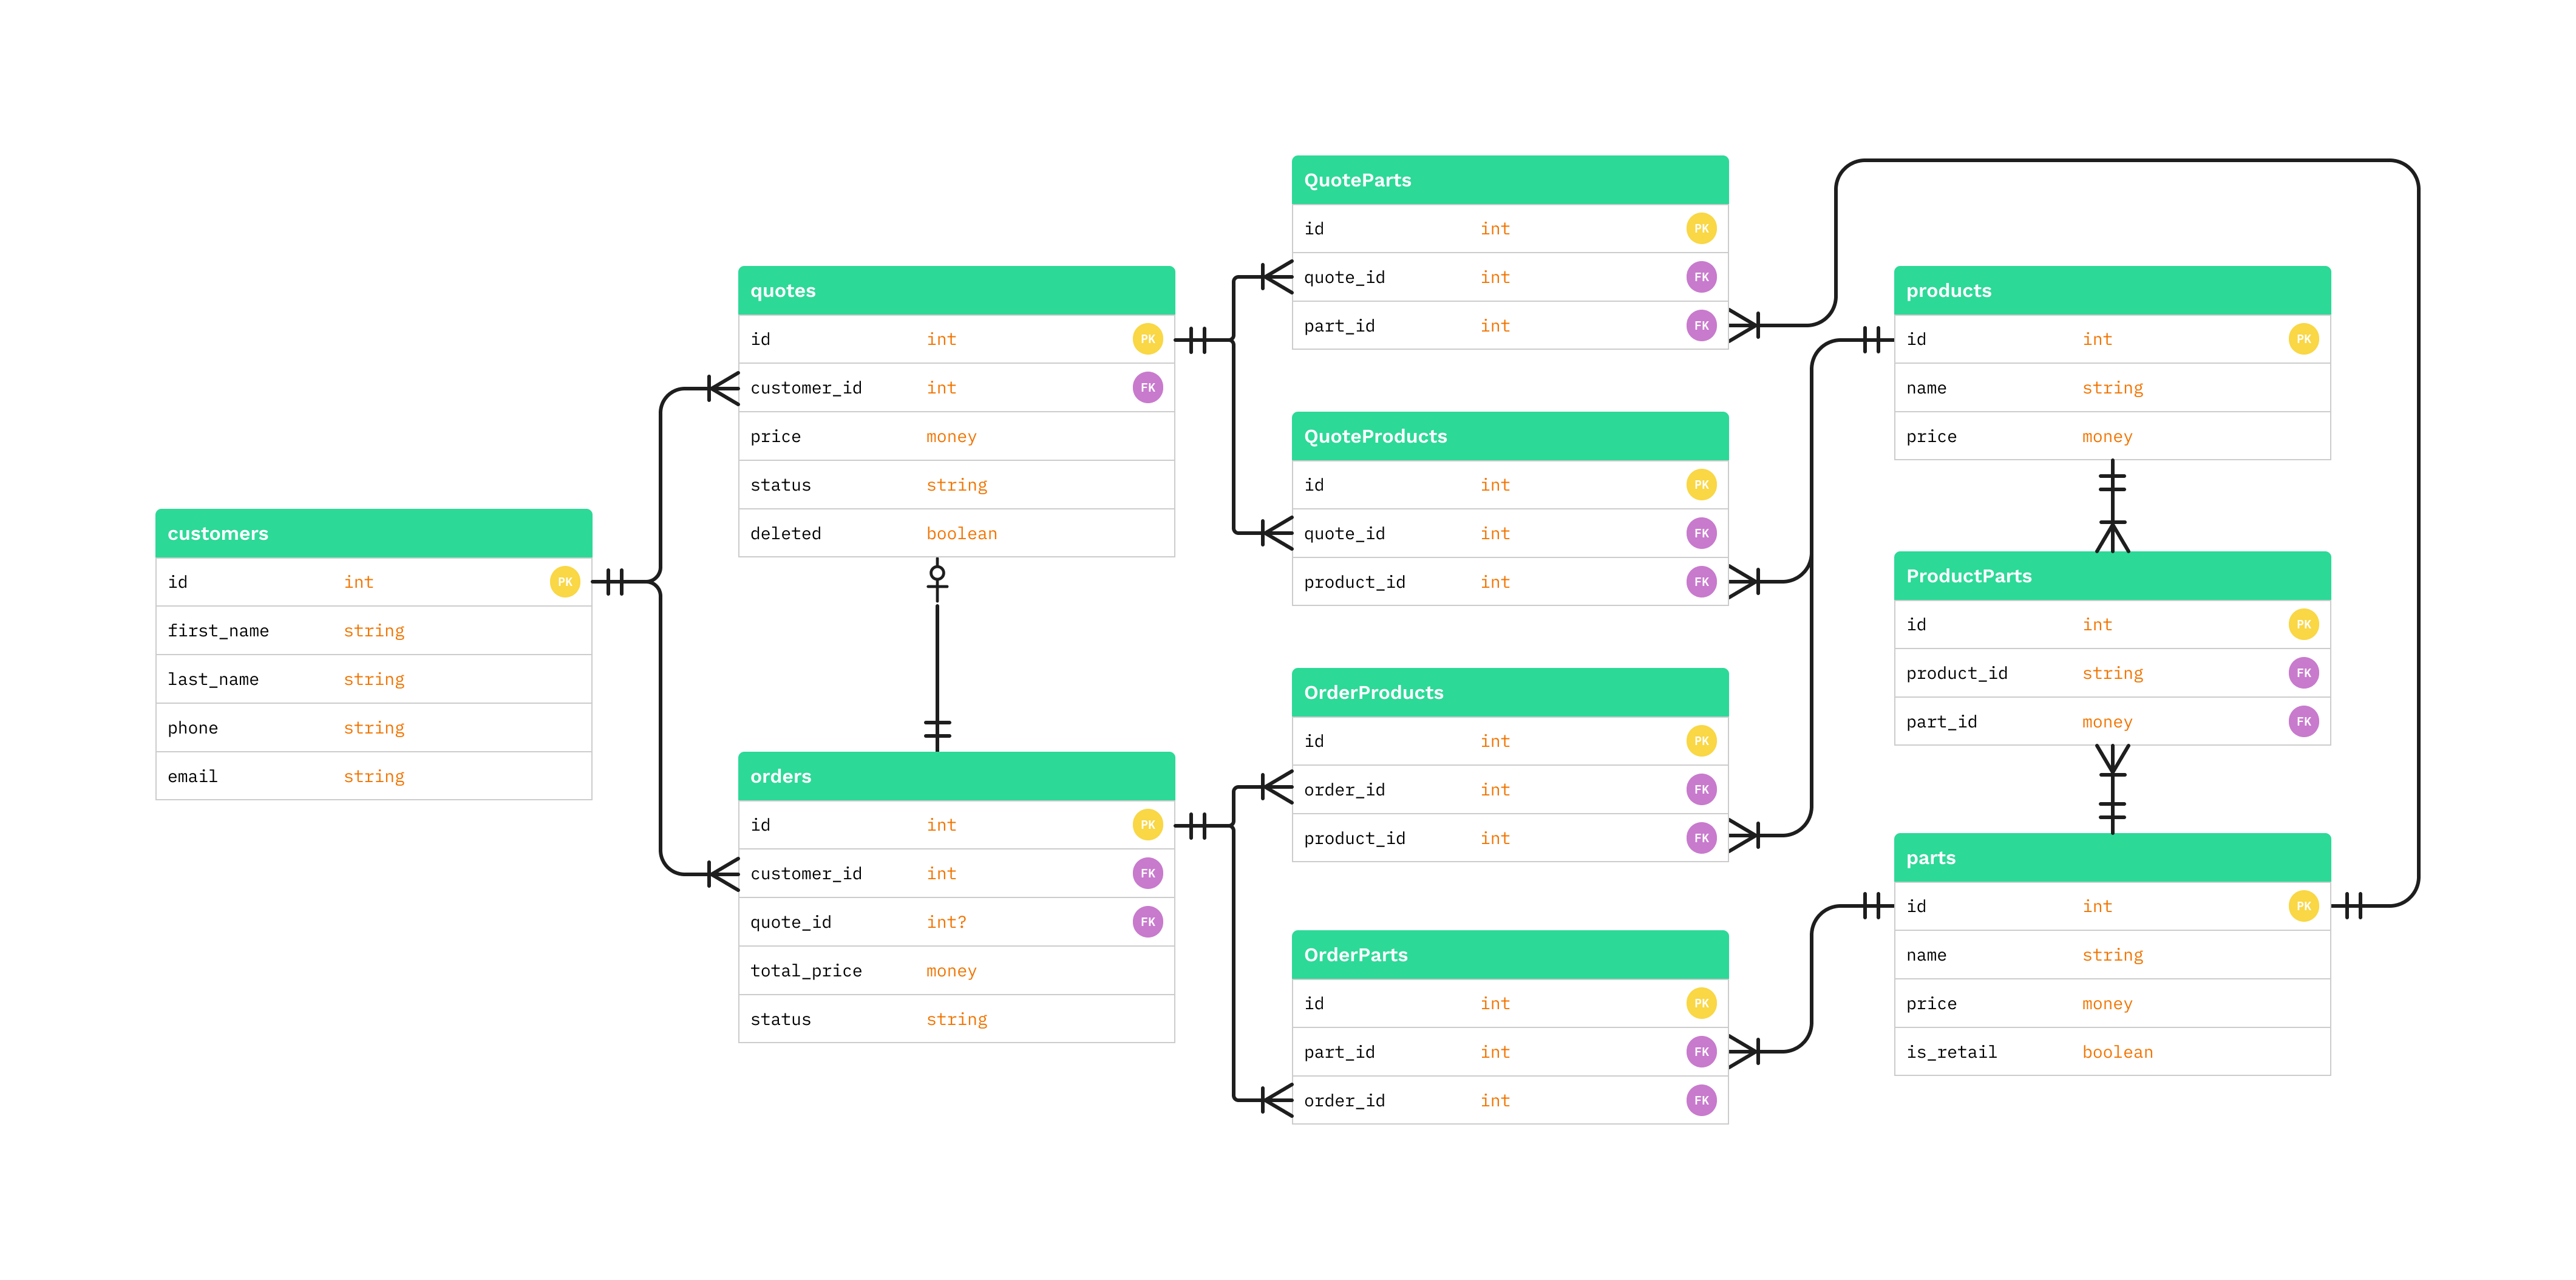 customers
id int PK
first_name string
last_name string
phone string
email string
quotes
id int PK
customer_id int FK
price money
status string
deleted boolean
orders
id int PK
customer_id int FK
quote_id int? FK
total_price money
status string
QuoteParts
id int PK
quote_id int FK
part_id int FK
QuoteProducts
id int PK
quote_id int FK
product_id int FK
OrderProducts
id int PK
order_id int FK
product_id int FK
OrderParts
id int PK
part_id int FK
order_id int FK
products
id int PK
name string
price money
ProductParts
id int PK
product_id string FK
part_id money FK
parts
id int PK
name string
price money
is_retail boolean